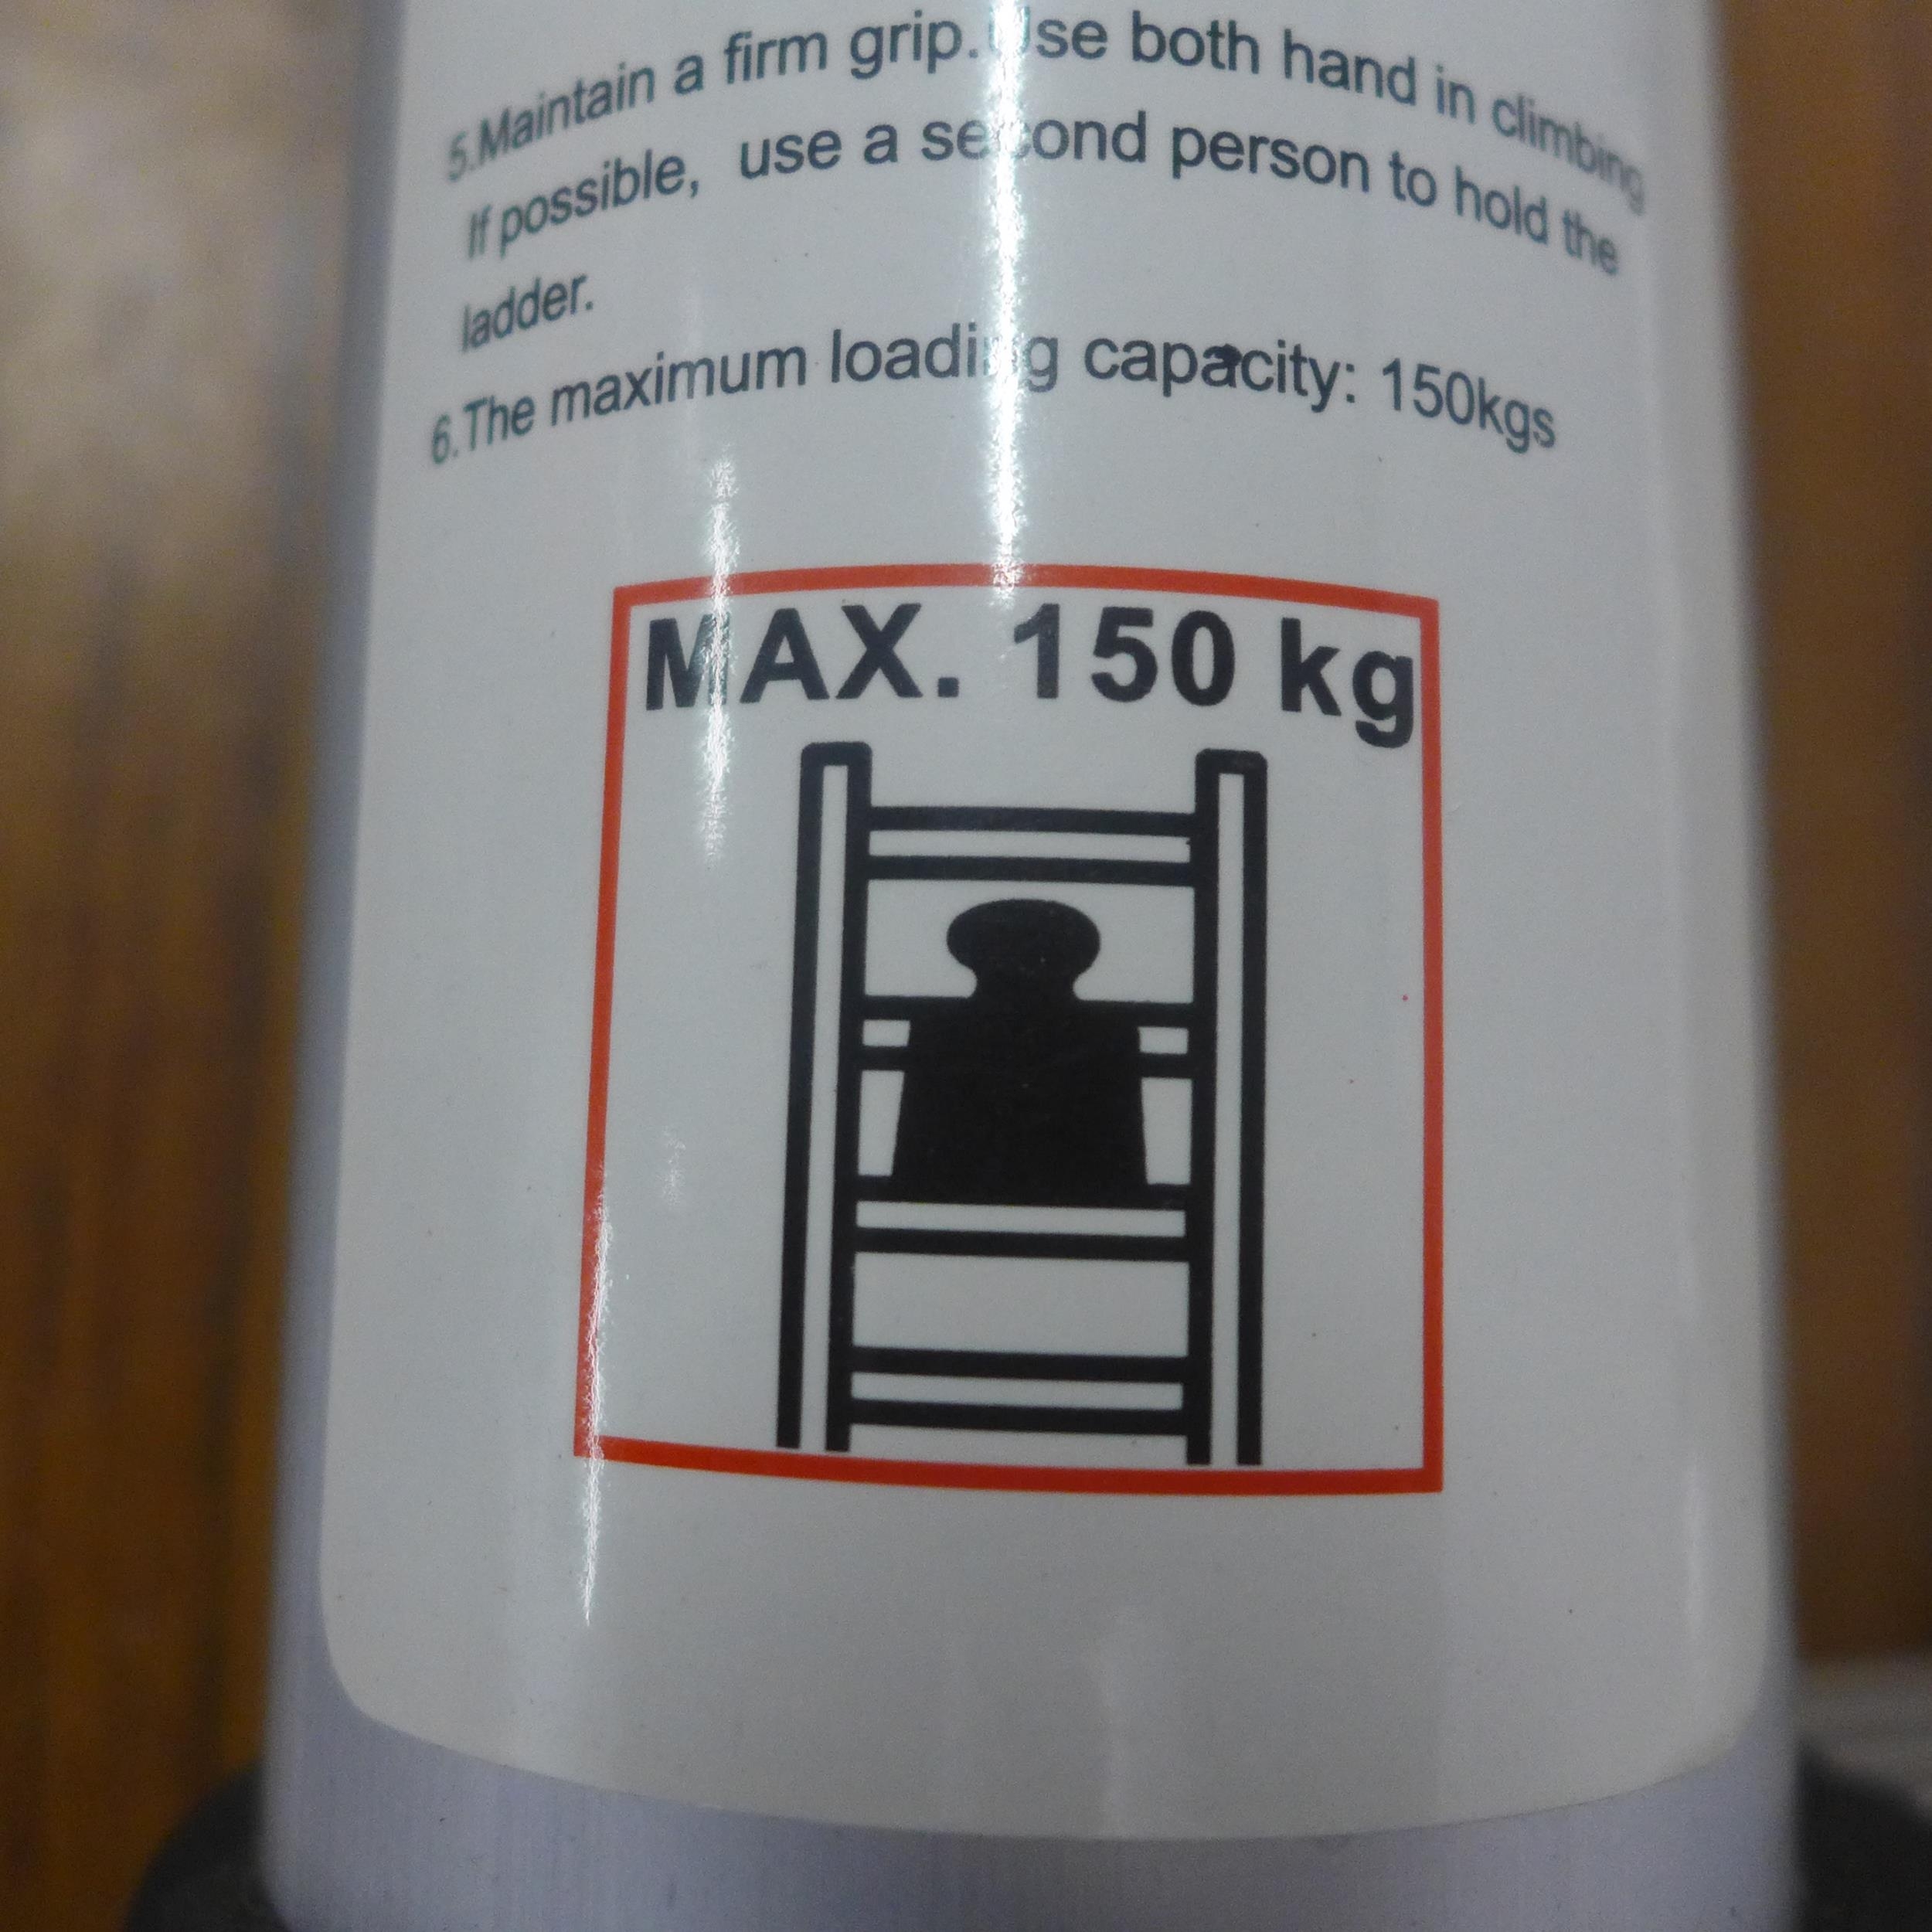 5.Maintain a firm grip. Use both hand in climbing
If possible, use a second person to hold the
ladder.
6.The maximum loading capacity: 150kgs
MAX. 150 kg